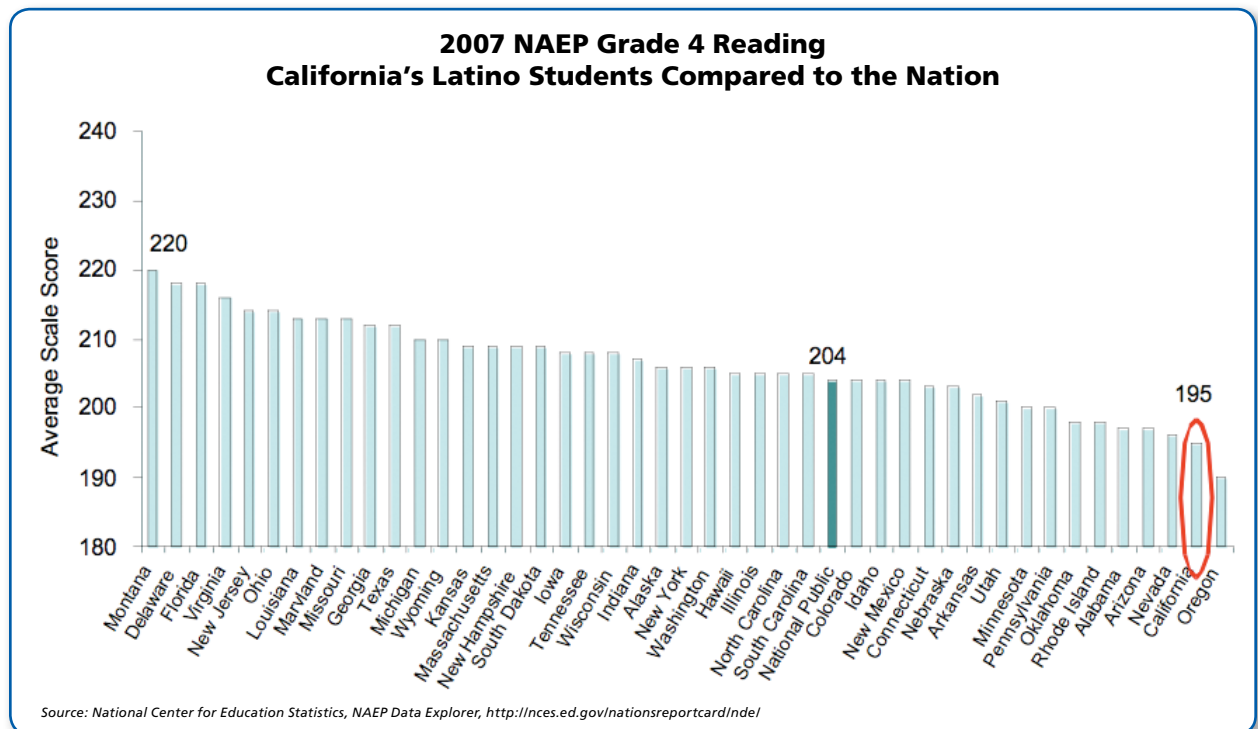 2007 NAEP Grade 4 Reading
California's Latino Students Compared to the Nation
Average Scale Score
240
230
220
210
200
190
180
220
204
195
Montana
Delaware
Florida
Virginia
New Jersey
Ohio
Louisiana
Maryland
Missouri
Georgia
Texas
Michigan
Wyoming
Kansas
Massachusetts
New Hampshire
South Dakota
Iowa
Tennessee
Wisconsin
Indiana
Alaska
New York
Washington
Hawaii
Illinois
North Carolina
South Carolina
National Public
Colorado
Idaho
New Mexico
Connecticut
Nebraska
Arkansas
Utah
Minnesota
Pennsylvania
Oklahoma
Rhode Island
Alabama
Arizona
Nevada
California
Oregon
Source: National Center for Education Statistics, NAEP Data Explorer, http://nces.ed.gov/nationsreportcard/nde/